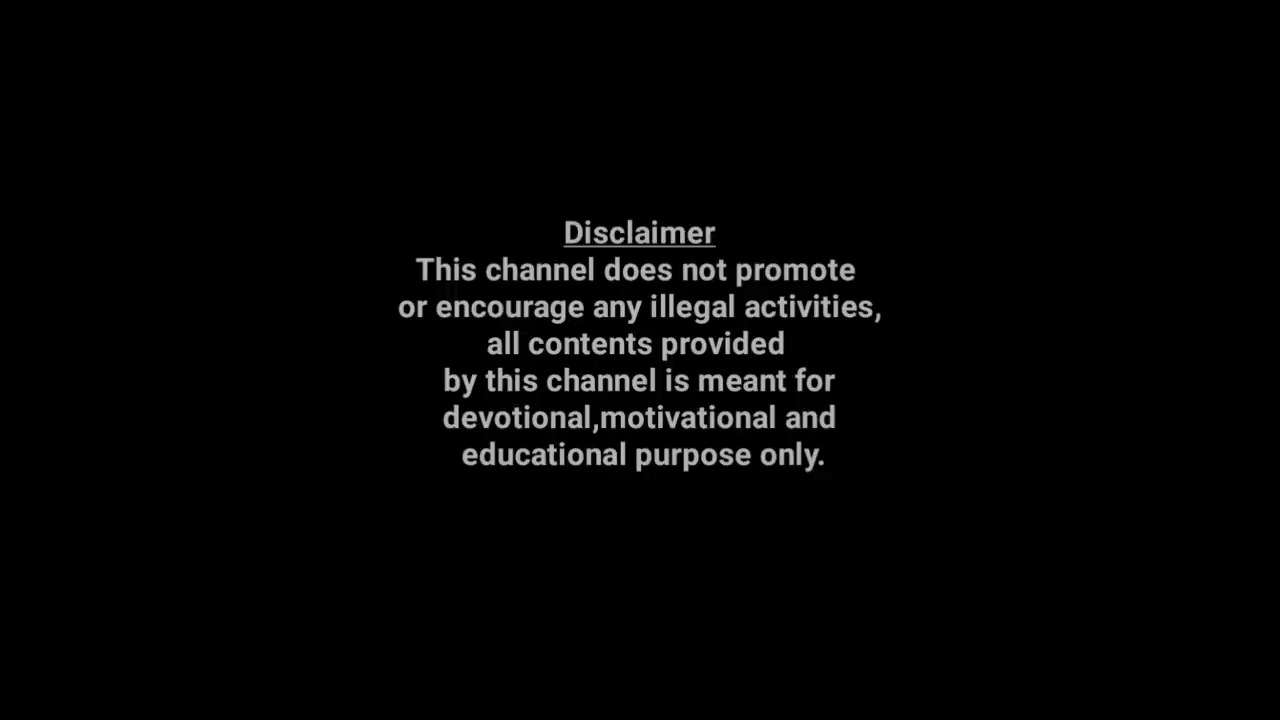 Disclaimer
This channel does not promote
or encourage any illegal activities,
all contents provided
by this channel is meant for
devotional,motivational and
educational purpose only.